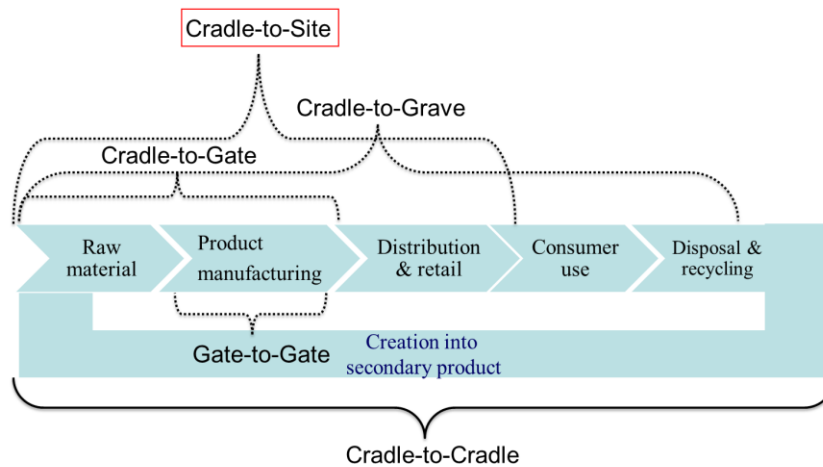 Cradle-to-Site
Cradle-to-Grave
Cradle-to-Gate
Raw
material
Product
manufacturing
Distribution
& retail
Consumer
use
Disposal &
recycling
Gate-to-Gate
Creation into
secondary product
Cradle-to-Cradle